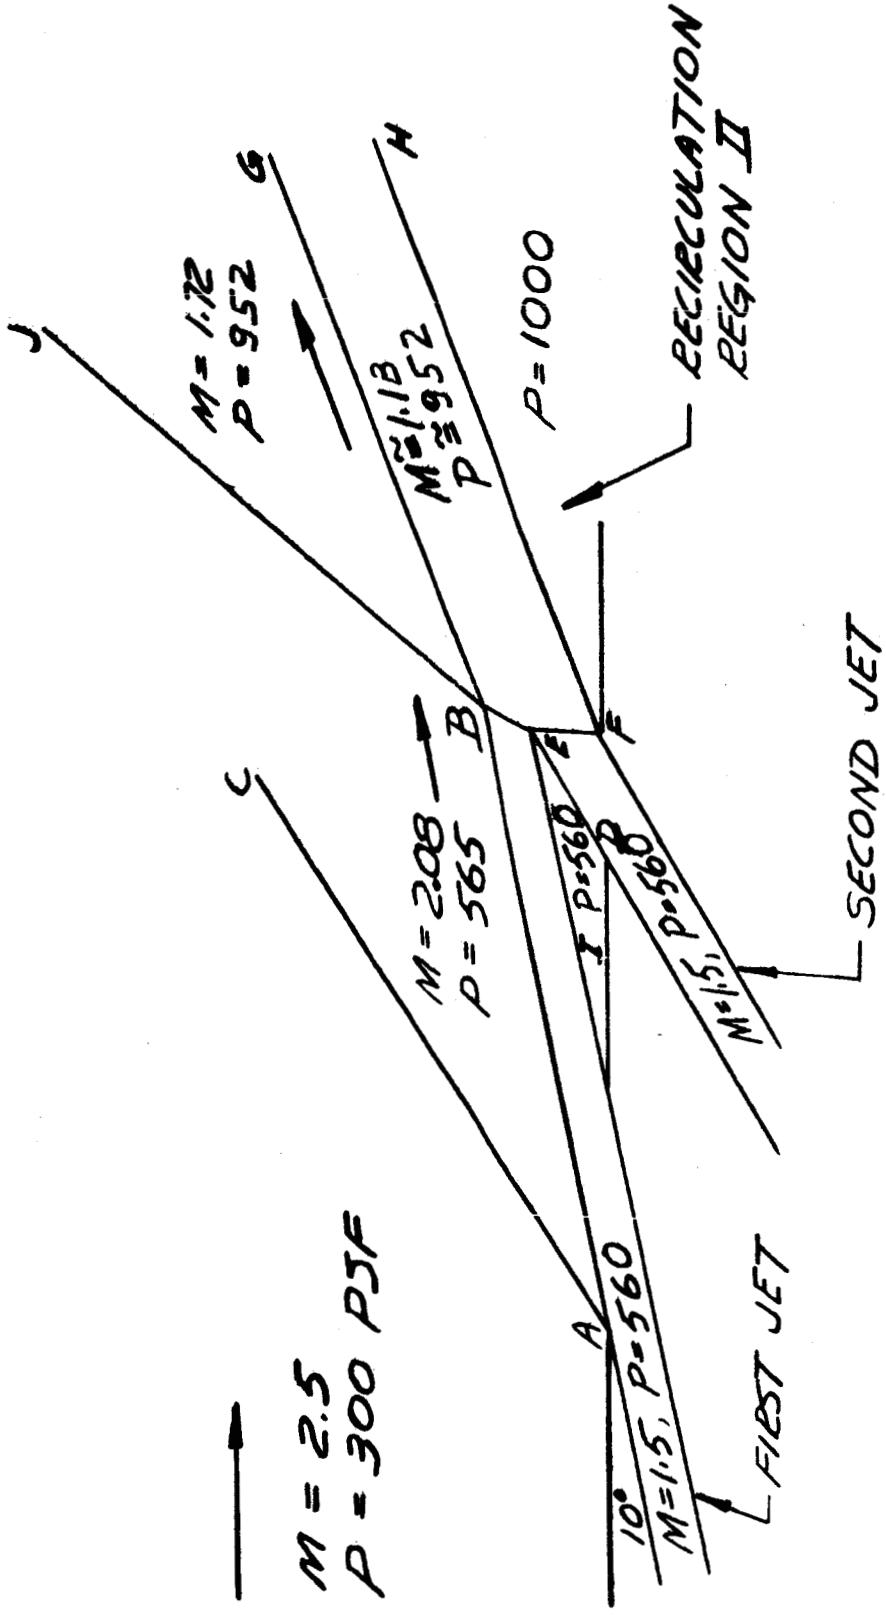 M = 2.5
P = 300 PSF
10°
M=1.5, P=560
FIRST JET
A
C
M = 2.08
P = 565
B
I P=560
D
E
F
M=1.5, P=560
SECOND JET
J
M = 1.72
P = 952
G
M ≅ 1.13
P ≅ 952
H
P=1000
RECIRCULATION
REGION II